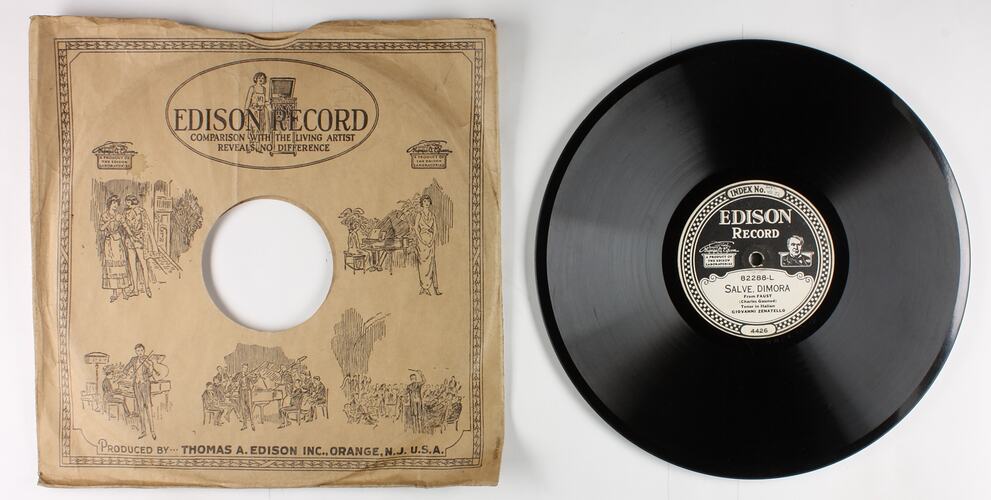 EDISON RECORD
COMPARISON WITH THE LIVING ARTIST
REVEALS NO DIFFERENCE
A PRODUCT OF
THE EDISON
LABORATORIES
A PRODUCT OF
THE EDISON
LABORATORIES
PRODUCED BY THOMAS A. EDISON INC., ORANGE, N.J. U.S.A.
INDEX No.
EDISON
RECORD
A PRODUCT OF
THE EDISON
LABORATORIES
82288-L
SALVE, DIMORA
From FAUST
(Charles Gounod)
Tenor in Italian
GIOVANNI ZENATELLO
4426